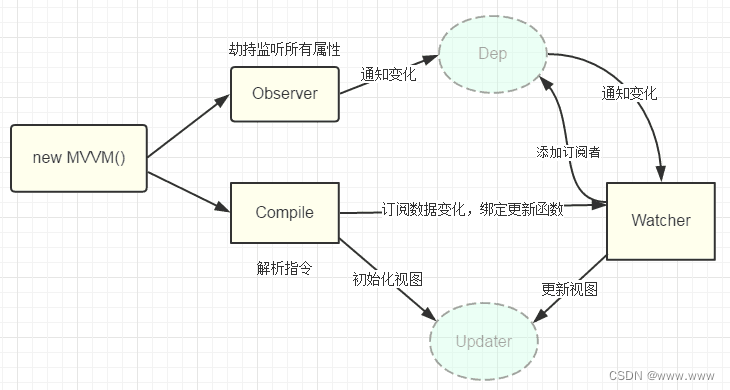 劫持监听所有属性
Dep
通知变化
Observer
通知变化
new MVVM()
添加订阅者
Compile
订阅数据变化，绑定更新函数
Watcher
解析指令
初始化视图
更新视图
Updater
CSDN @www.www